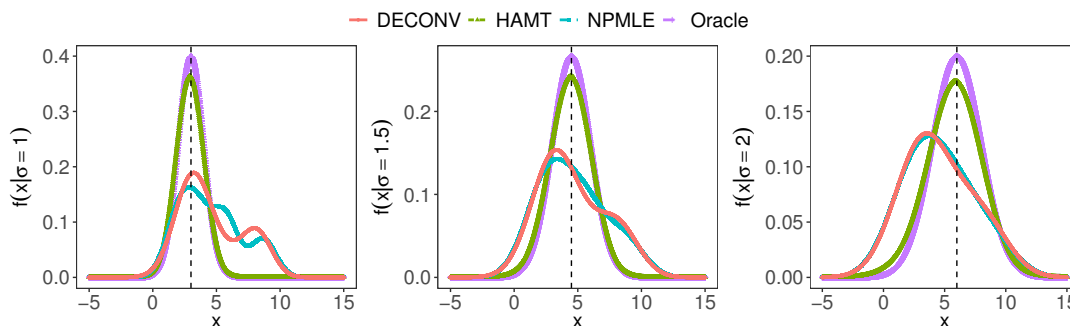 DECONV HAMT NPMLE Oracle
f(x|σ = 1)
0.4
0.3
0.2
0.1
0.0
−5 0 5 10 15
x
f(x|σ = 1.5)
0.2
0.1
0.0
−5 0 5 10 15
x
f(x|σ = 2)
0.20
0.15
0.10
0.05
0.00
−5 0 5 10 15
x